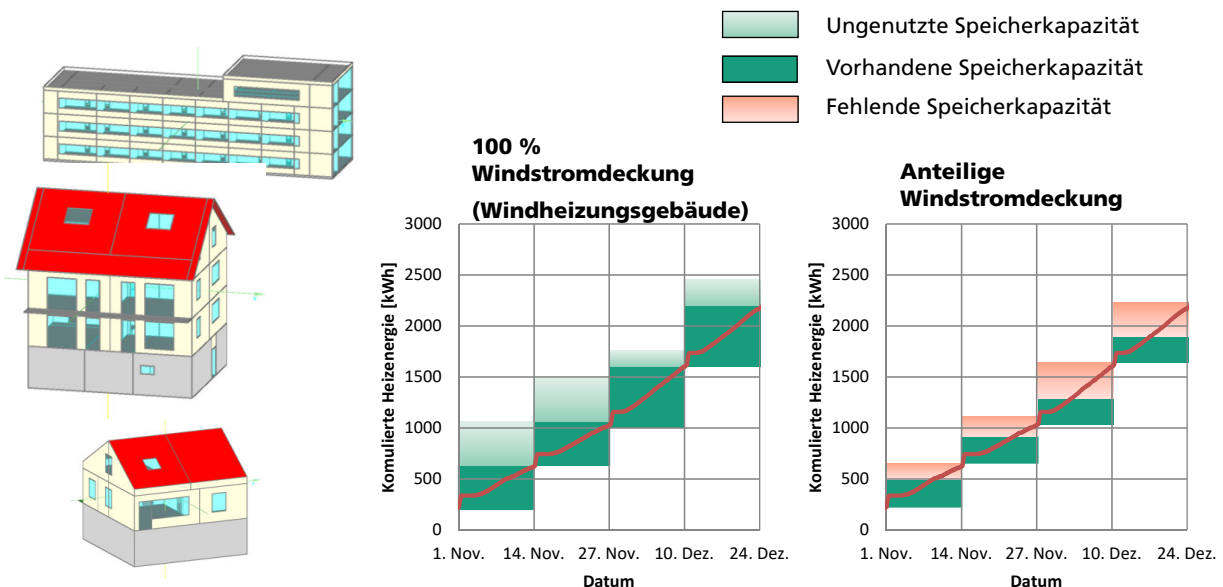 Ungenutzte Speicherkapazität
Vorhandene Speicherkapazität
Fehlende Speicherkapazität
100 %
Windstromdeckung
(Windheizungsgebäude)
Komulierte Heizenergie [kWh]
3000
2500
2000
1500
1000
500
0
1. Nov.
14. Nov.
27. Nov.
10. Dez.
24. Dez.
Datum
Anteilige
Windstromdeckung
Komulierte Heizenergie [kWh]
3000
2500
2000
1500
1000
500
0
1. Nov.
14. Nov.
27. Nov.
10. Dez.
24. Dez.
Datum